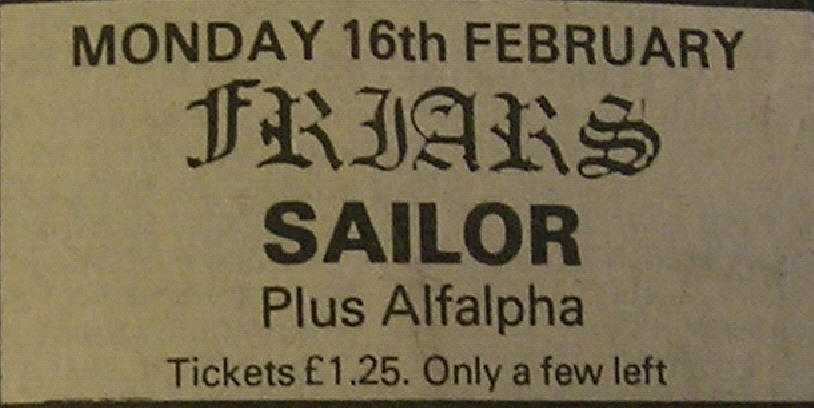 MONDAY 16th FEBRUARY
FRIARS
SAILOR
Plus Alfalpha
Tickets £1.25. Only a few left